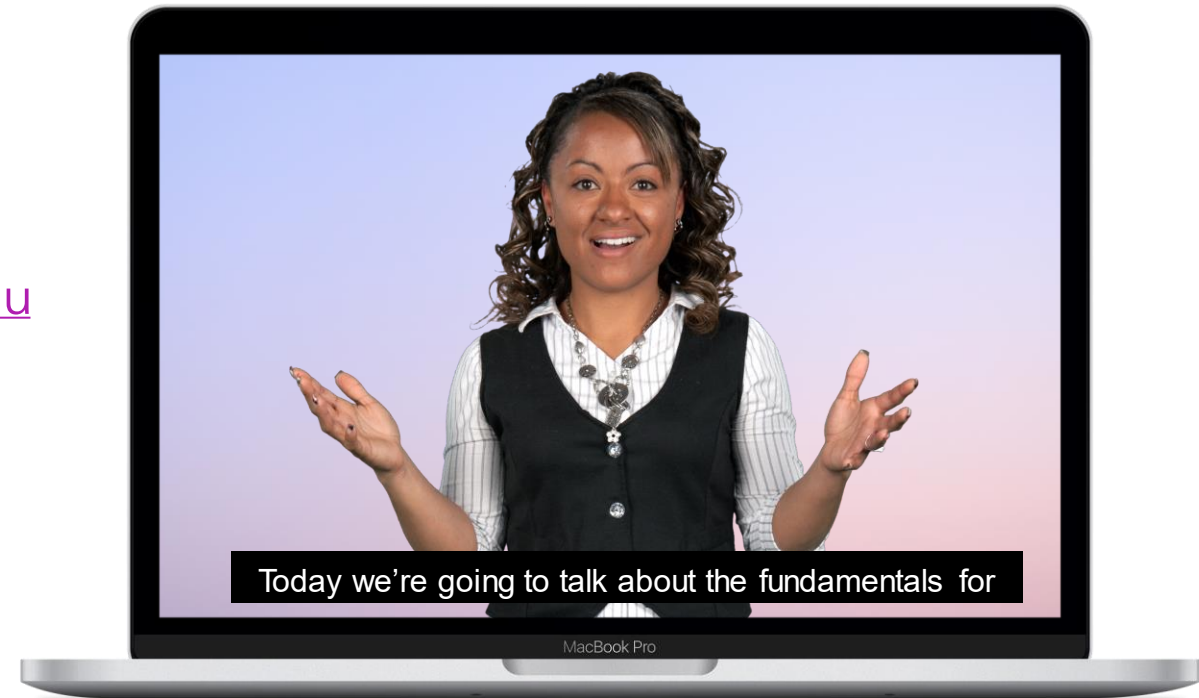 u
Today we’re going to talk about the fundamentals for
MacBook Pro